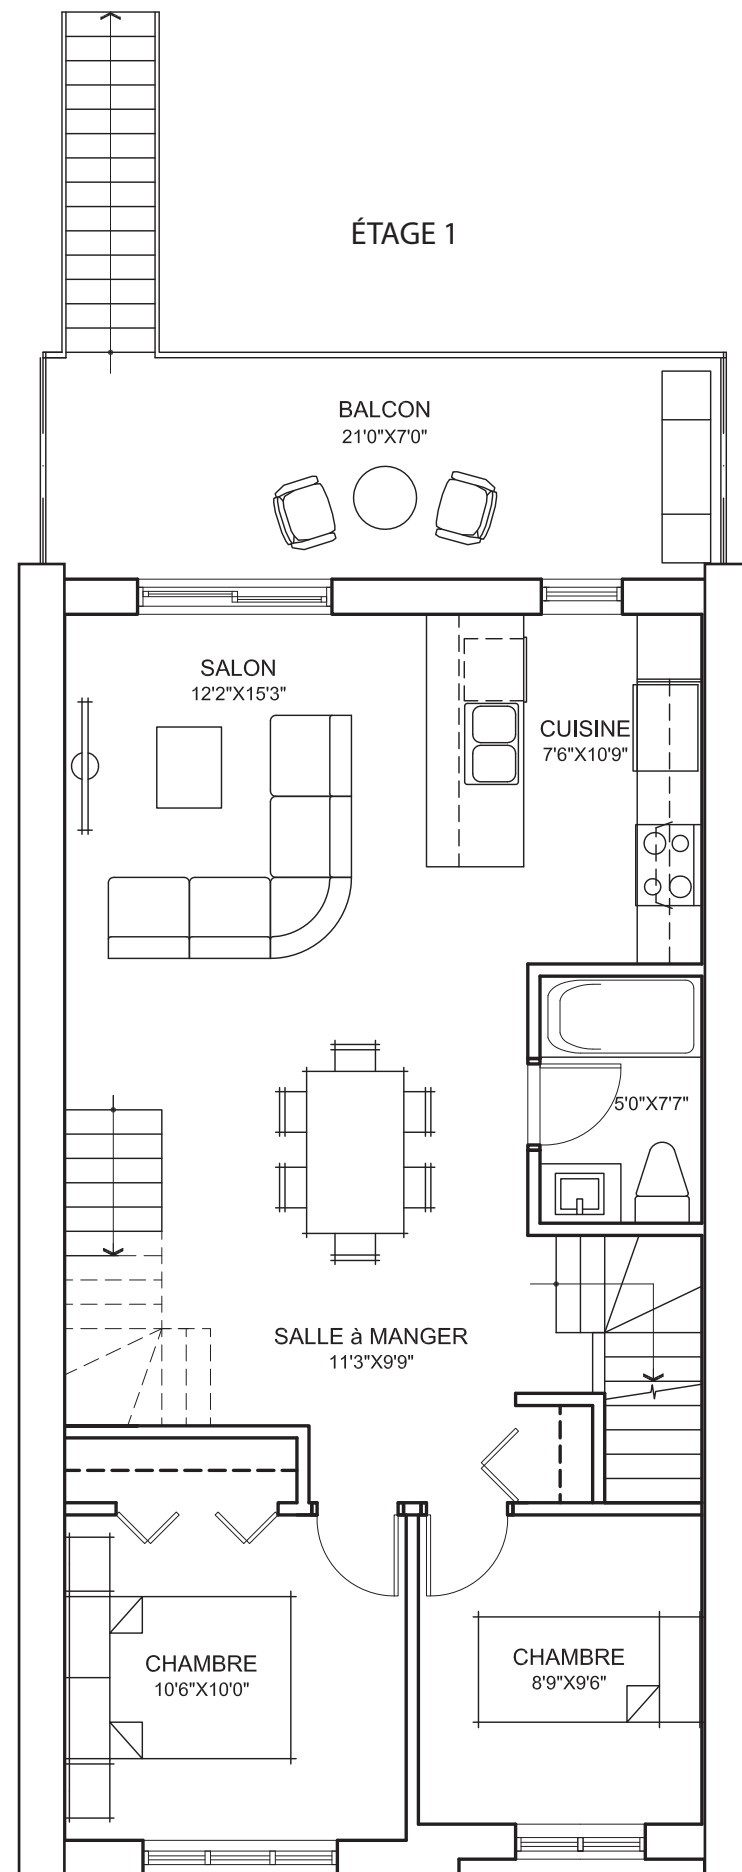 ÉTAGE 1
BALCON
21'0"X7'0"
SALON
12'2"X15'3"
CUISINE
7'6"X10'9"
5'0"X7'7"
SALLE à MANGER
11'3"X9'9"
CHAMBRE
10'6"X10'0"
CHAMBRE
8'9"X9'6"